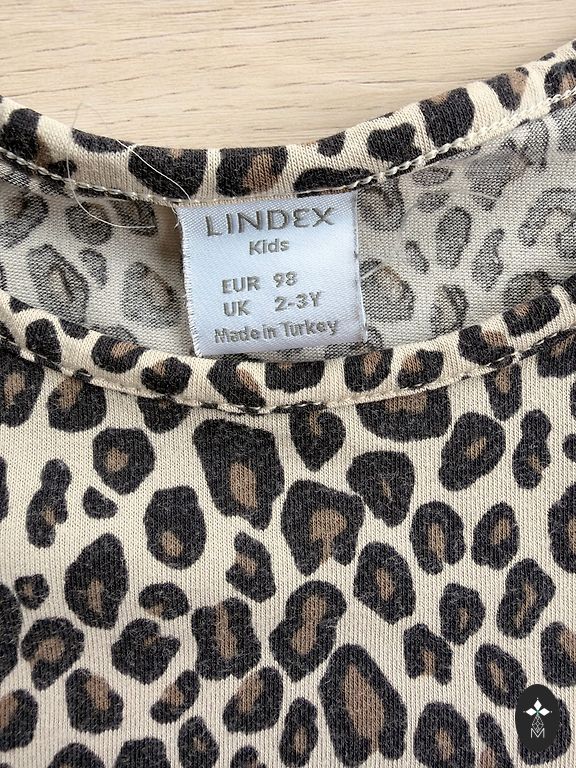 LINDEX
Kids
EUR 98
UK 2-3Y
Made in Turkey